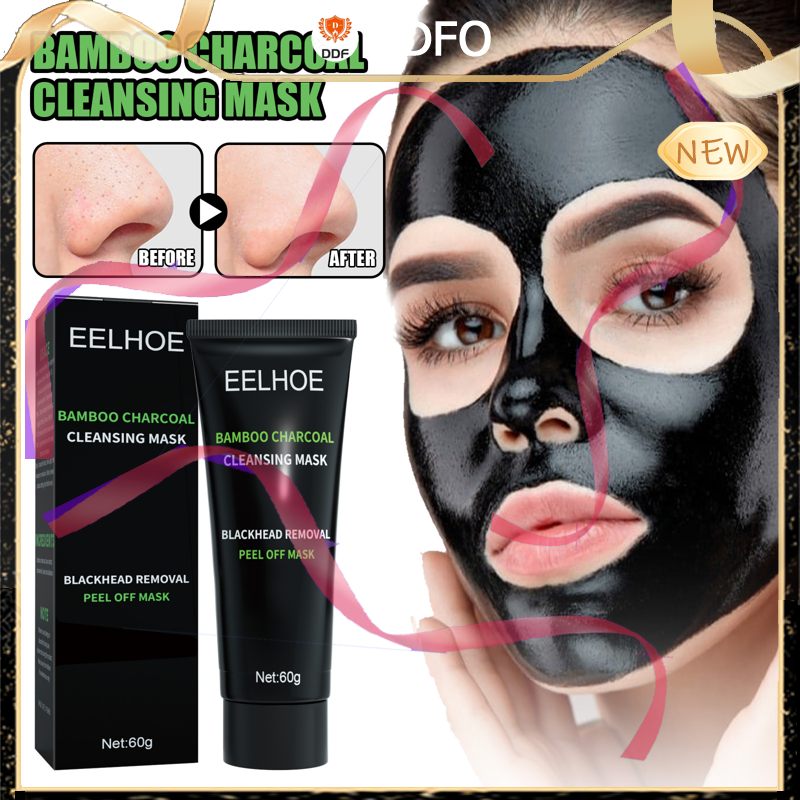 DDF
DFO
BAMBOO CHARCOAL
CLEANSING MASK
NEW
BEFORE
AFTER
EELHOE
BAMBOO CHARCOAL
CLEANSING MASK
BLACKHEAD REMOVAL
PEEL OFF MASK
Net:60g
NOTE
EELHOE
BAMBOO CHARCOAL
CLEANSING MASK
BLACKHEAD REMOVAL
PEEL OFF MASK
Net:60g